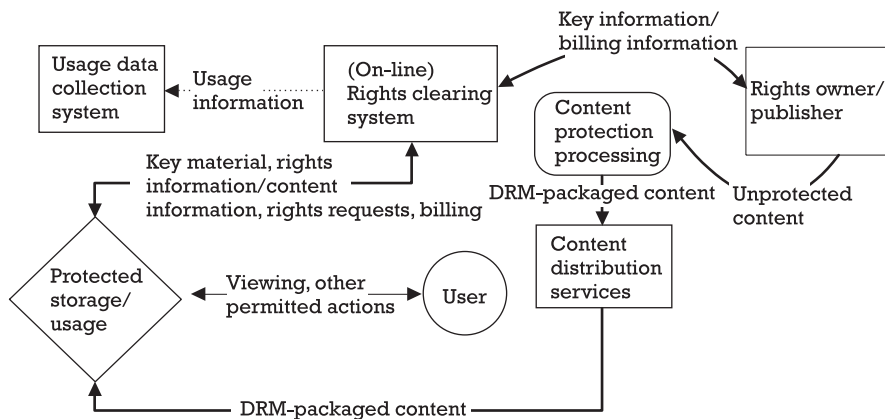 Key information/
billing information
Usage data
collection
system
Usage
information
(On-line)
Rights clearing
system
Content
protection
processing
Rights owner/
publisher
Key material, rights
information/content
information, rights requests, billing
DRM-packaged content
Unprotected
content
Content
distribution
services
Protected
storage/
usage
Viewing, other
permitted actions
User
DRM-packaged content